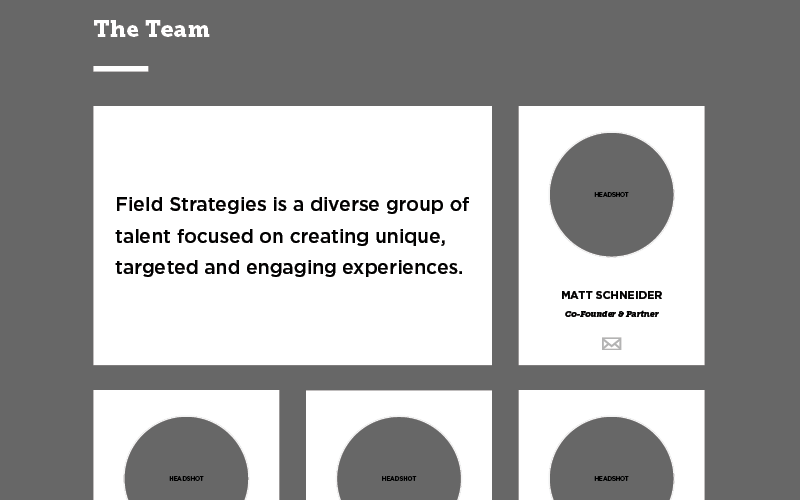 The Team
Field Strategies is a diverse group of
talent focused on creating unique,
targeted and engaging experiences.
HEADSHOT
MATT SCHNEIDER
Co-Founder & Partner
HEADSHOT
HEADSHOT
HEADSHOT